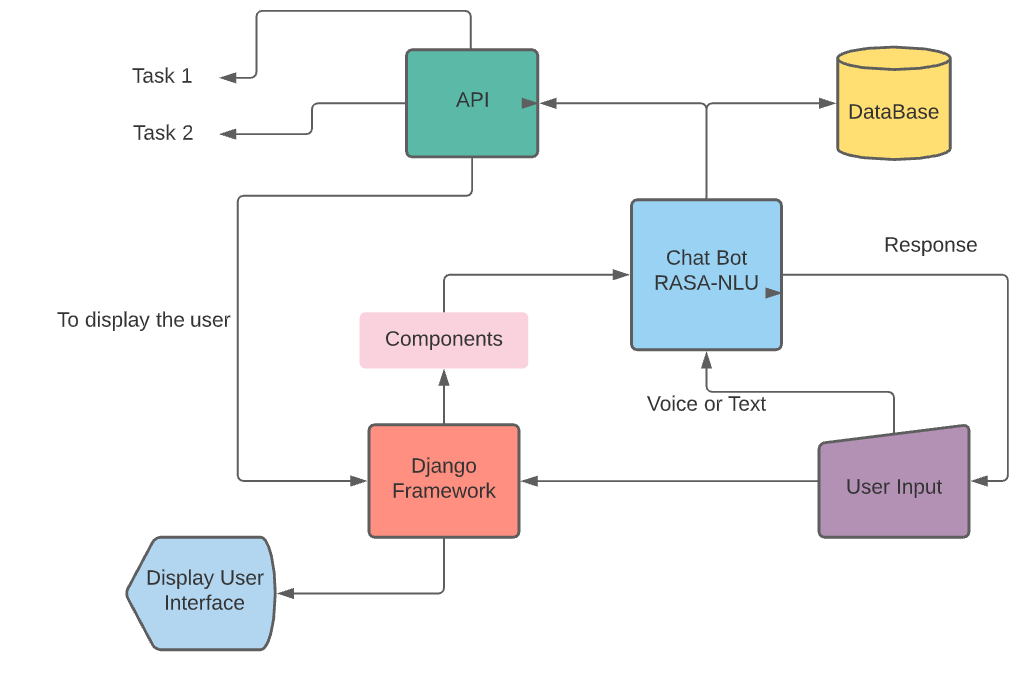 Task 1
API
DataBase
Task 2
Response
Chat Bot
RASA-NLU
To display the user
Components
Voice or Text
Django
Framework
User Input
Display User
Interface